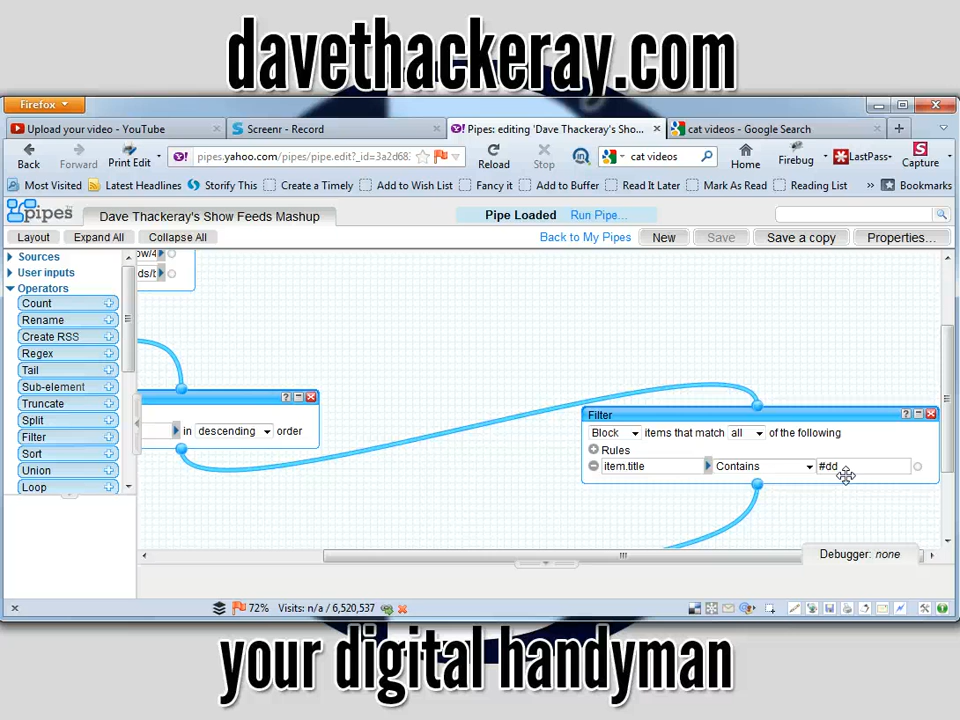 davethackeray.com
Firefox
Upload your video - YouTube
Screenr - Record
Pipes: editing 'Dave Thackeray's Sho...
cat videos - Google Search
Back
Forward
Print Edit
pipes.yahoo.com/pipes/pipe.edit?_id=3a2d68
Reload
Stop
cat videos
Home
Firebug
LastPass
Capture
Most Visited
Latest Headlines
Storify This
Create a Timely
Add to Wish List
Fancy it
Add to Buffer
Read It Later
Mark As Read
Reading List
»
Bookmarks
pipes
Dave Thackeray's Show Feeds Mashup
Pipe Loaded
Run Pipe...
Layout
Expand All
Collapse All
Back to My Pipes
New
Save
Save a copy
Properties...
Sources
User inputs
Operators
Count
Rename
Create RSS
Regex
Tail
Sub-element
Truncate
Split
Filter
Sort
Union
Loop
ow/4
ds/t
in descending order
Filter
Block items that match all of the following
Rules
item.title Contains #dd
Debugger: none
72% Visits: n/a / 6,520,537
your digital handyman